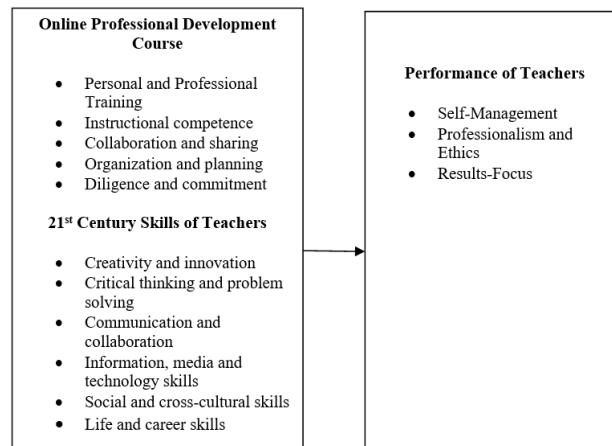 Online Professional Development
Course
• Personal and Professional
Training
• Instructional competence
• Collaboration and sharing
• Organization and planning
• Diligence and commitment
21st Century Skills of Teachers
• Creativity and innovation
• Critical thinking and problem
solving
• Communication and
collaboration
• Information, media and
technology skills
• Social and cross-cultural skills
• Life and career skills
Performance of Teachers
• Self-Management
• Professionalism and
Ethics
• Results-Focus